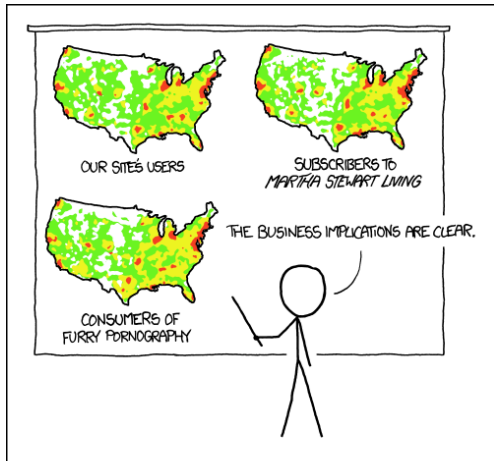 OUR SITE'S USERS
SUBSCRIBERS TO
MARTHA STEWART LIVING
THE BUSINESS IMPLICATIONS ARE CLEAR.
CONSUMERS OF
FURRY PORNOGRAPHY